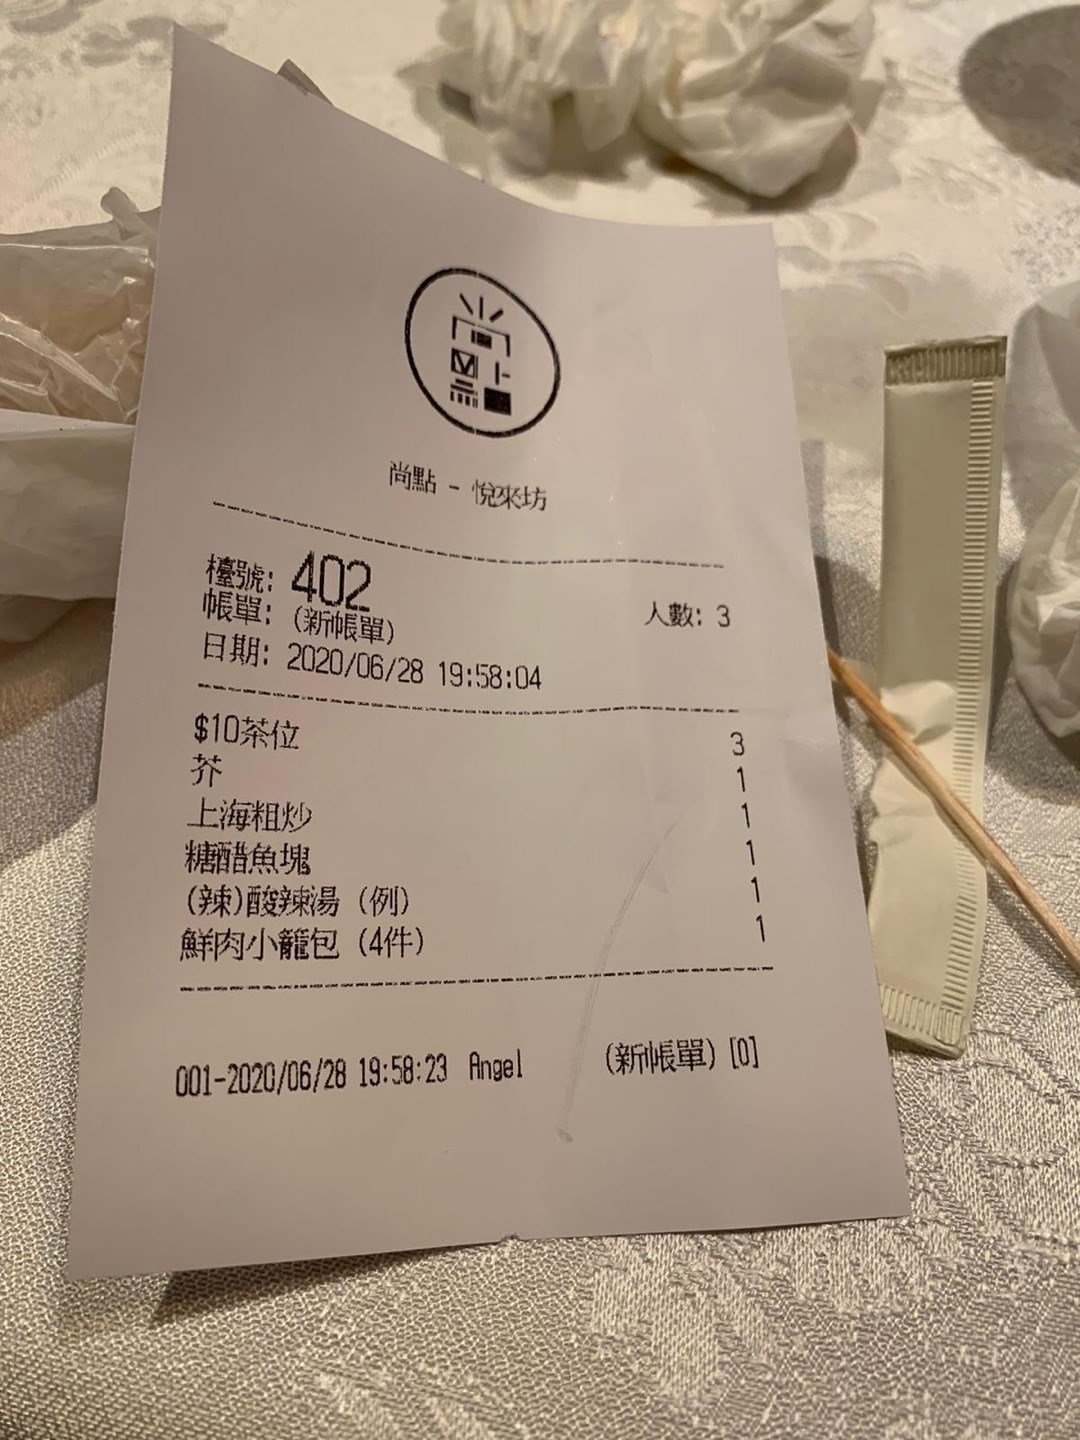 尚點
尚點 - 悅來坊
檯號: 402 人數: 3
帳單: (新帳單)
日期: 2020/06/28 19:58:04
$10茶位 3
芥 1
上海粗炒 1
糖醋魚塊 1
(辣)酸辣湯 (例) 1
鮮肉小籠包 (4件) 1
001-2020/06/28 19:58:23 Angel (新帳單) [0]